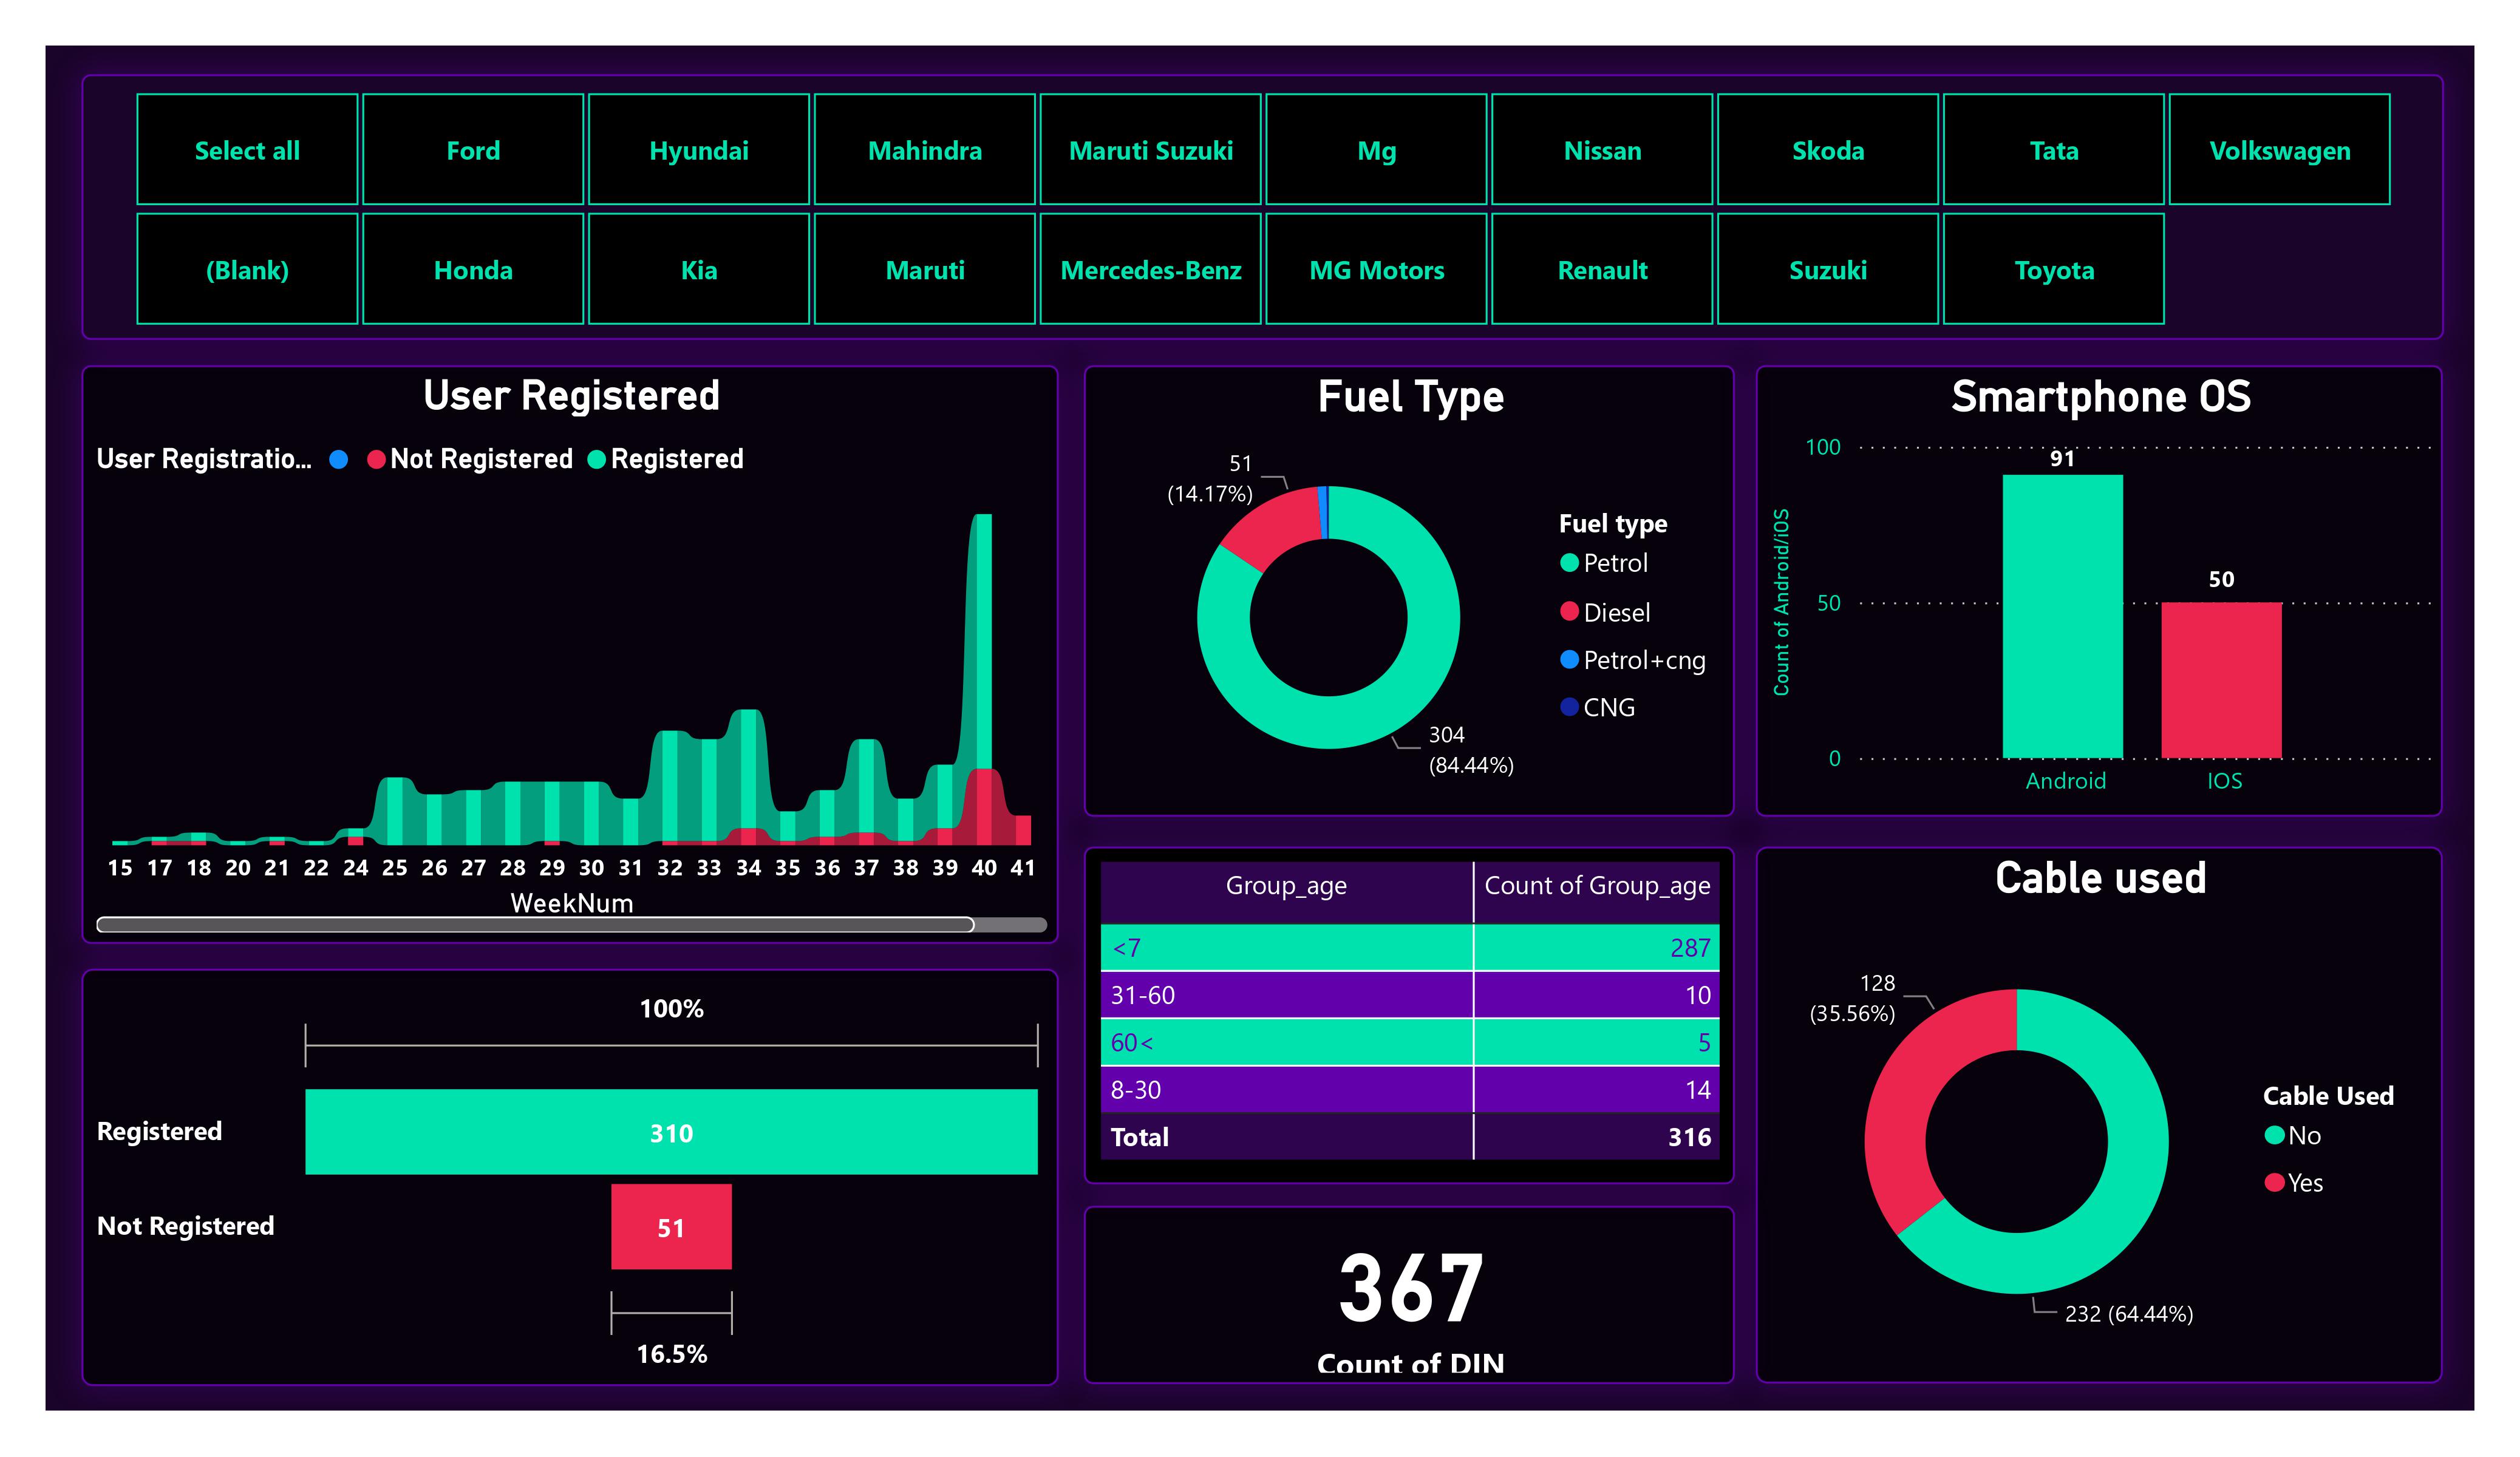 Select all Ford Hyundai Mahindra Maruti Suzuki Mg Nissan Skoda Tata Volkswagen
(Blank) Honda Kia Maruti Mercedes-Benz MG Motors Renault Suzuki Toyota
User Registered
User Registratio... Not Registered Registered
15 17 18 20 21 22 24 25 26 27 28 29 30 31 32 33 34 35 36 37 38 39 40 41
WeekNum
100%
Registered 310
Not Registered 51
16.5%
Fuel Type
51
(14.17%)
304
(84.44%)
Fuel type
Petrol
Diesel
Petrol+cng
CNG
Group_age Count of Group_age
<7 287
31-60 10
60< 5
8-30 14
Total 316
367
Count of DIN
Smartphone OS
Count of Android/iOS
100
50
0
91
50
Android IOS
Cable used
128
(35.56%)
232 (64.44%)
Cable Used
No
Yes